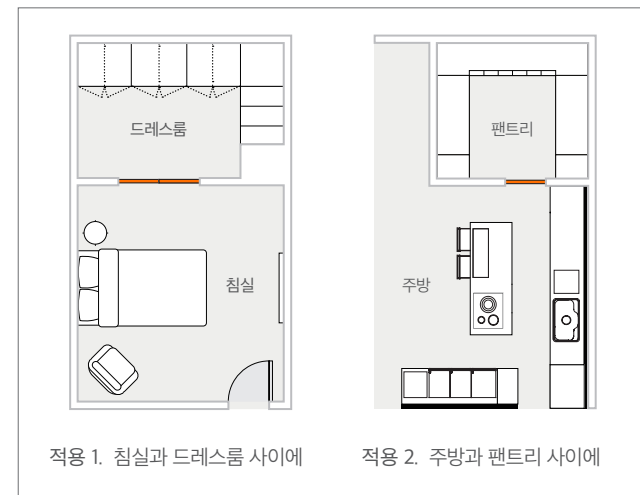 드레스룸
침실
적용 1. 침실과 드레스룸 사이에
팬트리
주방
적용 2. 주방과 팬트리 사이에